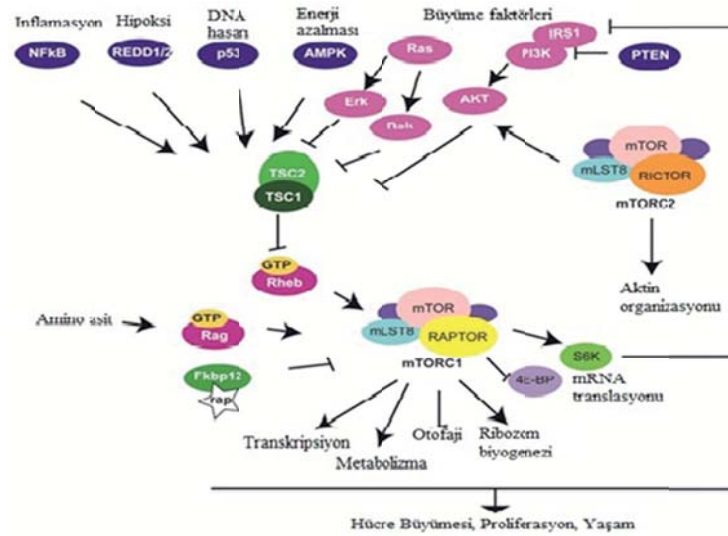 Inflamasyon
Hipoksi
DNA
hasarı
Enerji
azalması
Büyüme faktörleri
NFkB
REDD1/2
p53
AMPK
Ras
IRS1
PI3K
PTEN
Erk
AKT
TSC2
TSC1
mTOR
mLST8
RICTOR
mTORC2
GTP
Rheb
Aktin
organizasyonu
Amino asit
GTP
Rag
mTOR
mLST8
RAPTOR
mTORC1
S6K
Fkbp12
rap
4E-BP
mRNA
translasyonu
Transkripsiyon
Metabolizma
Otofaji
Ribozom
biyogenezi
Hücre Büyümesi, Proliferasyon, Yaşam